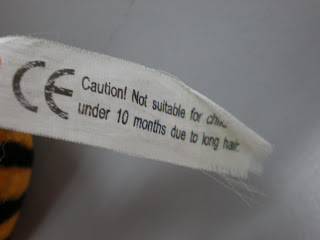 CE Caution! Not suitable for
under 10 months due to long hair.